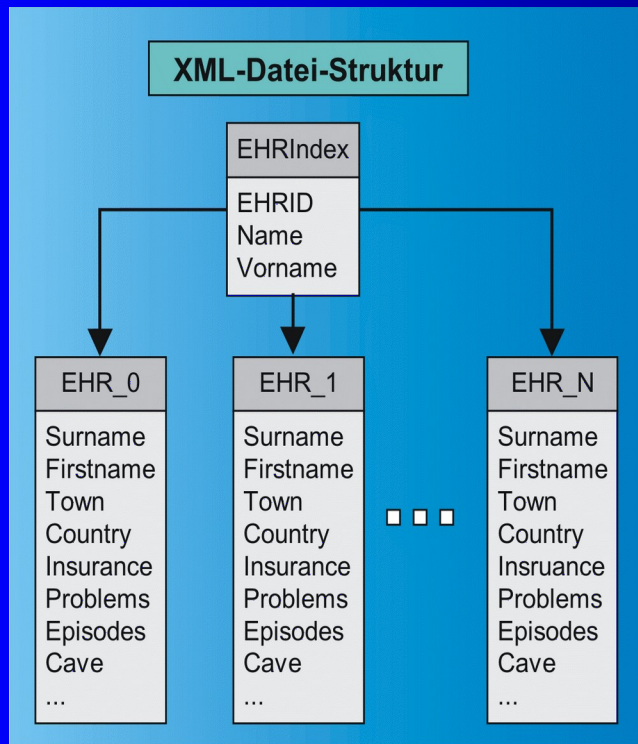 XML-Datei-Struktur
EHRIndex
EHRID
Name
Vorname
EHR_0
Surname
Firstname
Town
Country
Insurance
Problems
Episodes
Cave
...
EHR_1
Surname
Firstname
Town
Country
Insurance
Problems
Episodes
Cave
...
EHR_N
Surname
Firstname
Town
Country
Insruance
Problems
Episodes
Cave
...